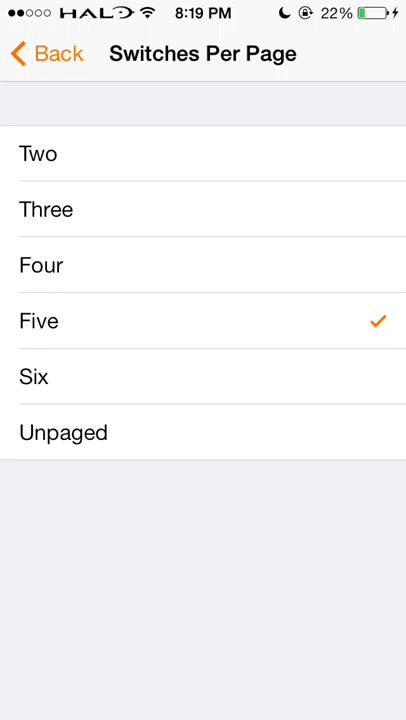 HALO 8:19 PM 22%
Back Switches Per Page
Two
Three
Four
Five
Six
Unpaged